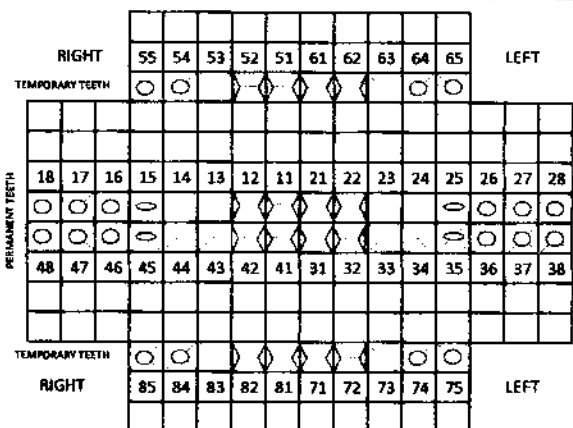 RIGHT 55 54 53 52 51 61 62 63 64 65 LEFT
TEMPORARY TEETH
PERMANENT TEETH
18 17 16 15 14 13 12 11 21 22 23 24 25 26 27 28
48 47 46 45 44 43 42 41 31 32 33 34 35 36 37 38
TEMPORARY TEETH
RIGHT 85 84 83 82 81 71 72 73 74 75 LEFT